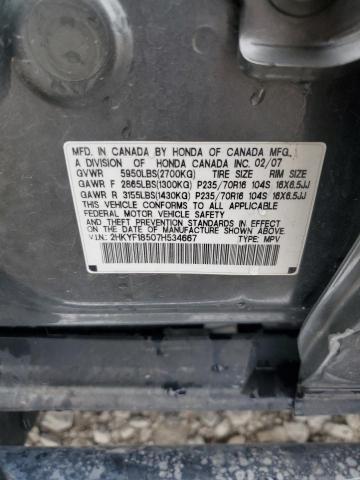 MFD. IN CANADA BY HONDA OF CANADA MFG.,
A DIVISION OF HONDA CANADA INC. 02/07
GVWR 5950LBS(2700KG) TIRE SIZE RIM SIZE
GAWR F 2865LBS(1300KG) P235/70R16 104S 16X6.5JJ
GAWR R 3155LBS(1430KG) P235/70R16 104S 16X6.5JJ
THIS VEHICLE CONFORMS TO ALL APPLICABLE
FEDERAL MOTOR VEHICLE SAFETY AND
THEFT PREVENTION STANDARDS IN EFFECT ON
THE DATE OF MANUFACTURE SHOWN ABOVE.
V.I.N.: 2HKYF18507H534667 TYPE: MPV